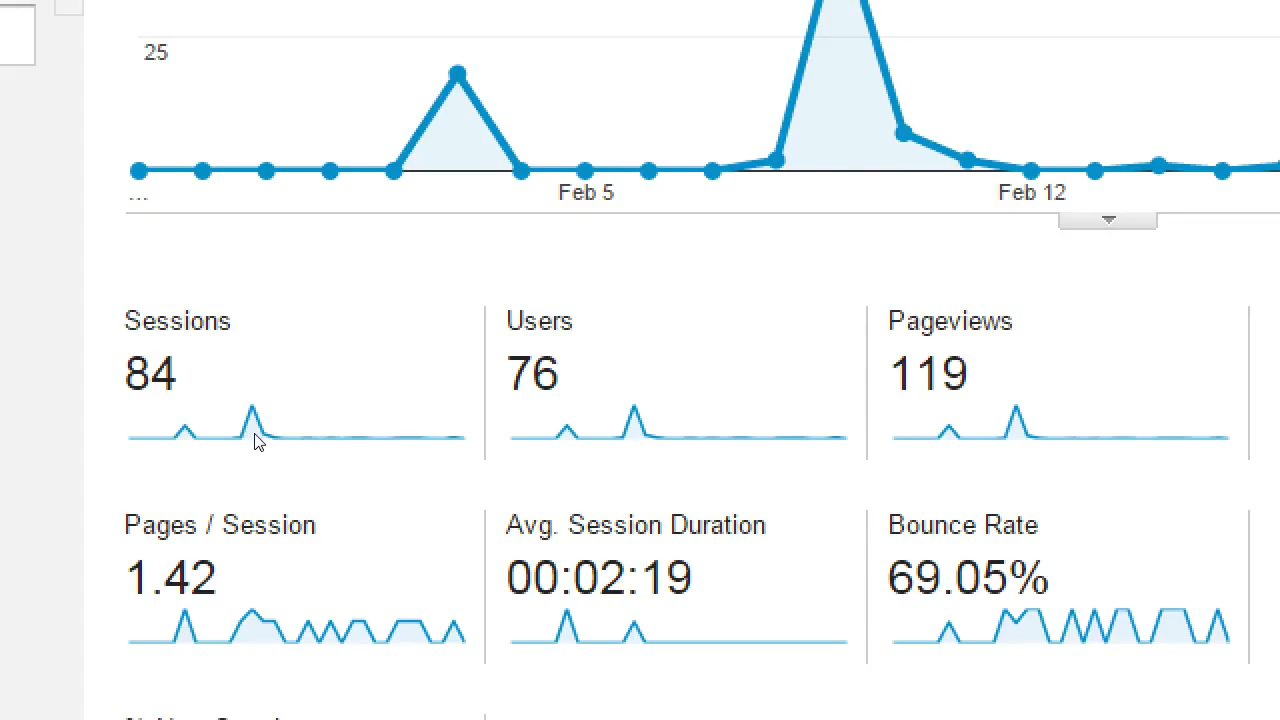 25
...
Feb 5
Feb 12
Sessions
Users
Pageviews
84
76
119
Pages / Session
Avg. Session Duration
Bounce Rate
1.42
00:02:19
69.05%